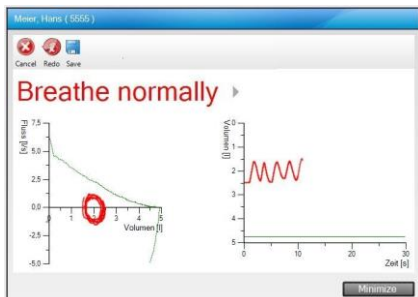 Meier, Hans ( 5555 )
Cancel Redo Save
Breathe normally
Fluss [l/s]
7,5
5,0
2,5
0,0
-2,5
-5,0
0 1 2 3 4 5
Volumen [l]
Volumen [l]
0
1
2
3
4
5
0 10 20 30
Zeit [s]
Minimize